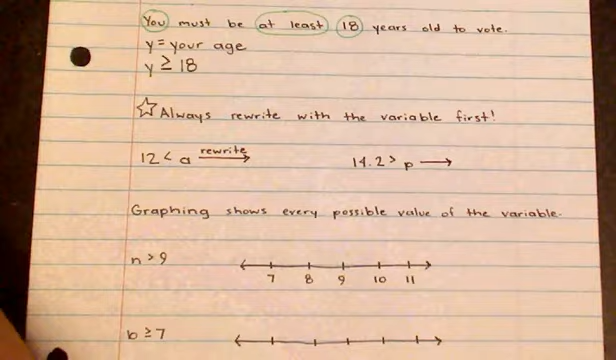 You must be at least 18 years old to vote.
y = your age
y ≥ 18
☆Always rewrite with the variable first!
12 < a rewrite→ 14.2 > p →
Graphing shows every possible value of the variable.
n > 9
7 8 9 10 11
b ≥ 7